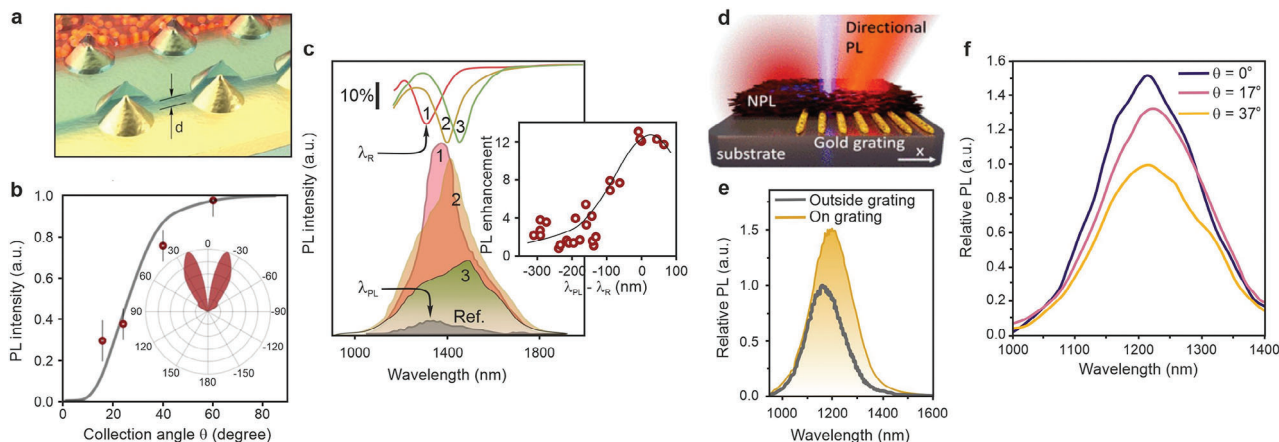 a
d
b
PL intensity (a.u.)
1.0
0.8
0.6
0.4
0.2
0.0
0
20
40
60
80
Collection angle θ (degree)
0
30
-30
60
-60
90
-90
120
-120
150
-150
180
c
10%
1
2
3
λR
1
2
3
λPL
Ref.
PL intensity (a.u.)
1000
1400
1800
Wavelength (nm)
PL enhancement
12
8
4
0
-300
-200
-100
0
100
λPL - λR (nm)
d
Directional
PL
NPL
Gold grating
substrate
x
e
Outside grating
On grating
Relative PL (a.u.)
1.5
1.0
0.5
0.0
1000
1200
1400
1600
Wavelength (nm)
f
θ = 0°
θ = 17°
θ = 37°
Relative PL (a.u.)
1.6
1.4
1.2
1.0
0.8
0.6
0.4
0.2
0.0
1000
1100
1200
1300
1400
Wavelength (nm)